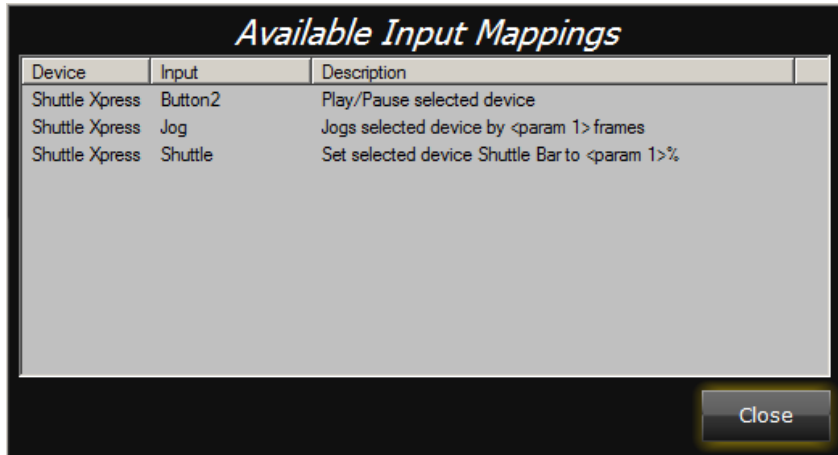 Available Input Mappings
Device Input Description
Shuttle Xpress Button2 Play/Pause selected device
Shuttle Xpress Jog Jogs selected device by <param 1> frames
Shuttle Xpress Shuttle Set selected device Shuttle Bar to <param 1>%
Close